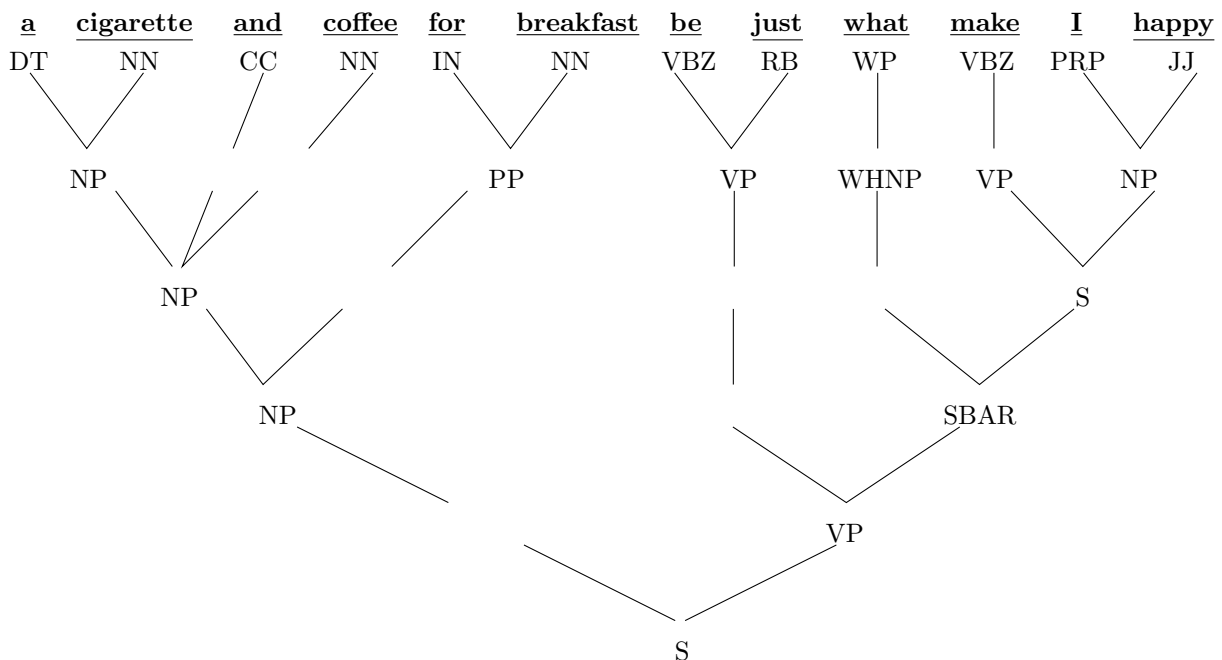 a cigarette and coffee for breakfast be just what make I happy
DT NN CC NN IN NN VBZ RB WP VBZ PRP JJ
NP PP VP WHNP VP NP
NP S
NP SBAR
VP
S